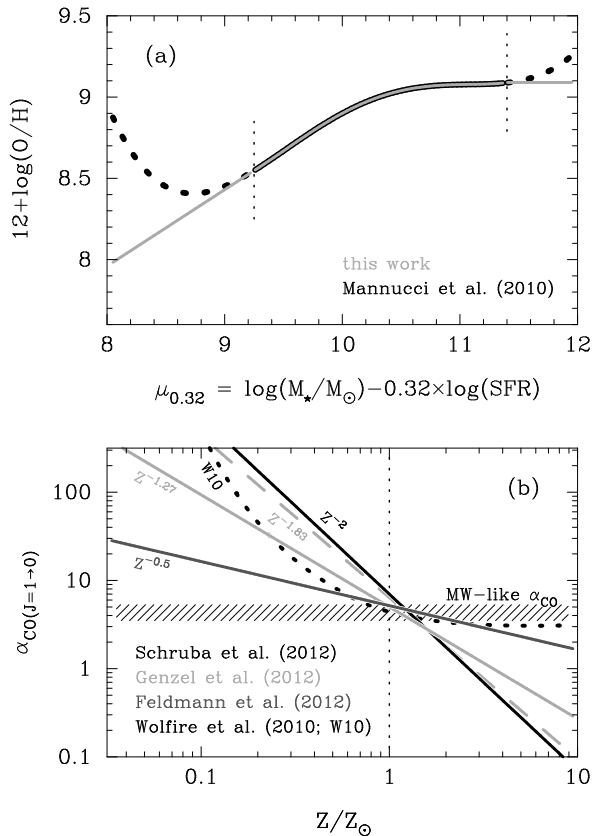 9.5
(a)
9
8.5
8
12+log(O/H)
this work
Mannucci et al. (2010)
8 9 10 11 12
μ0.32 = log(M★/M⊙)−0.32×log(SFR)
(b)
100
10
1
0.1
αCO(J=1→0)
Z−1.27
W10
Z−1.83
Z−2
Z−0.5
MW-like αCO
Schruba et al. (2012)
Genzel et al. (2012)
Feldmann et al. (2012)
Wolfire et al. (2010; W10)
0.1 1 10
Z/Z⊙